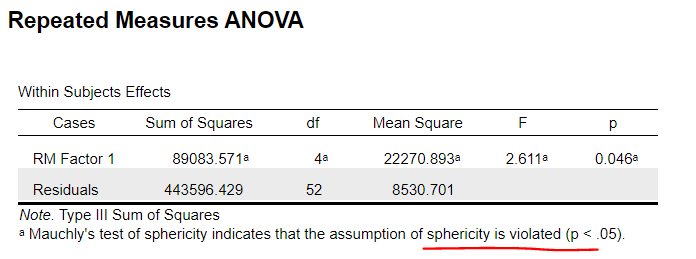 Repeated Measures ANOVA
Within Subjects Effects
Cases Sum of Squares df Mean Square F p
RM Factor 1 89083.571ᵃ 4ᵃ 22270.893ᵃ 2.611ᵃ 0.046ᵃ
Residuals 443596.429 52 8530.701
Note. Type III Sum of Squares
ᵃ Mauchly's test of sphericity indicates that the assumption of sphericity is violated (p < .05).